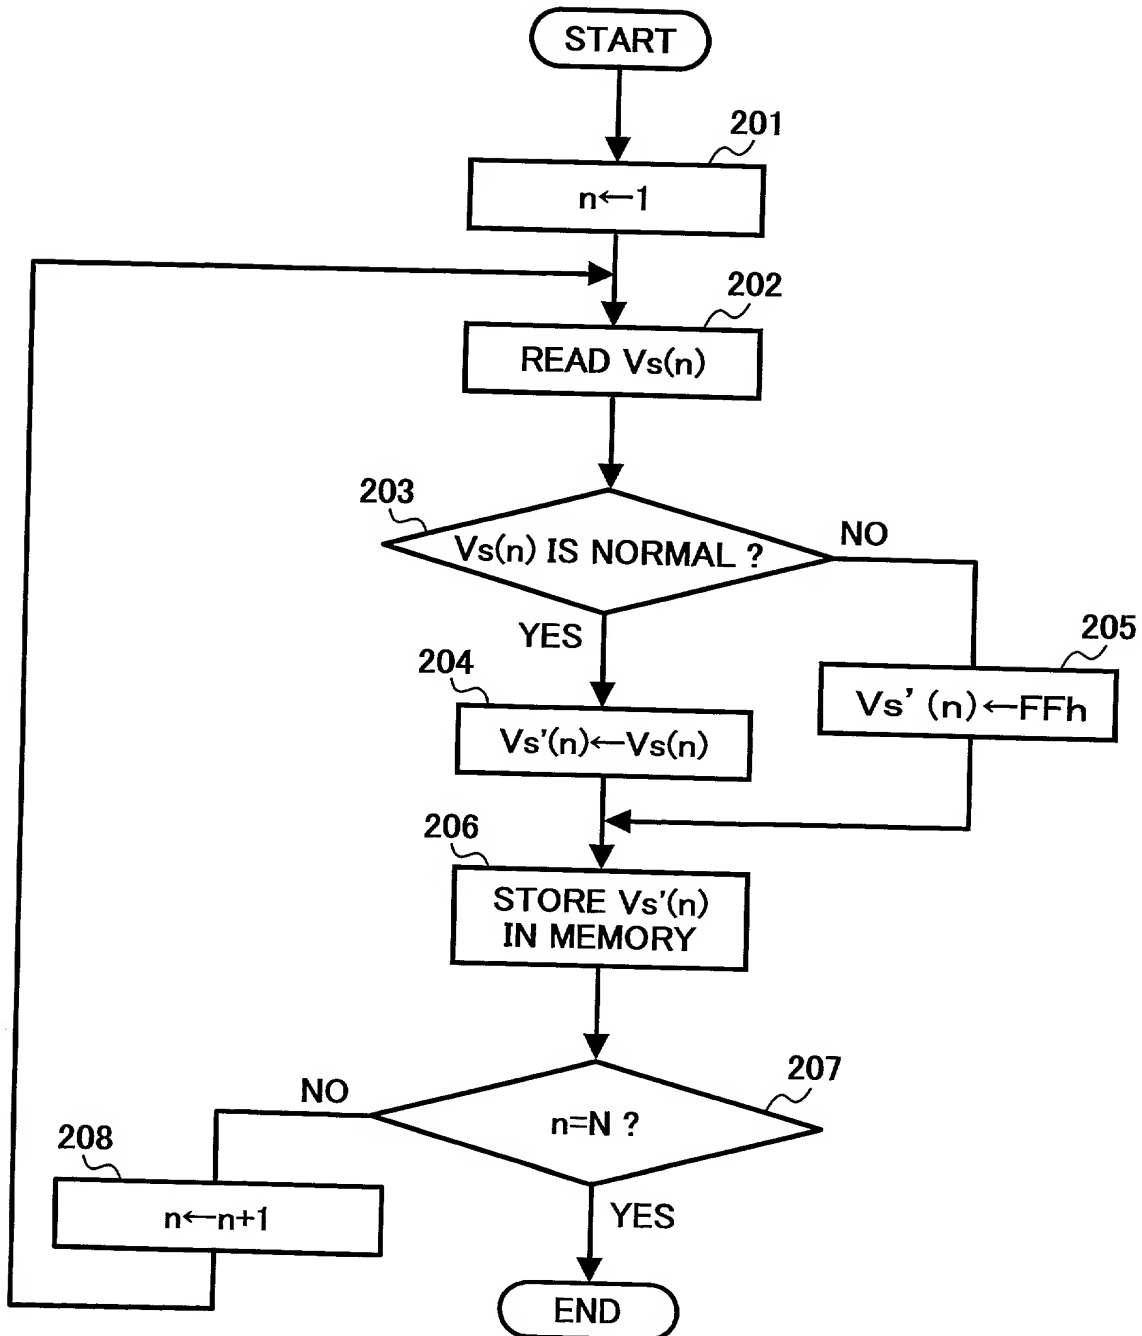 START
201
n←1
202
READ Vs(n)
203
Vs(n) IS NORMAL ?
NO
YES
204
Vs'(n)←Vs(n)
205
Vs' (n)←FFh
206
STORE Vs'(n)
IN MEMORY
207
n=N ?
NO
208
n←n+1
YES
END